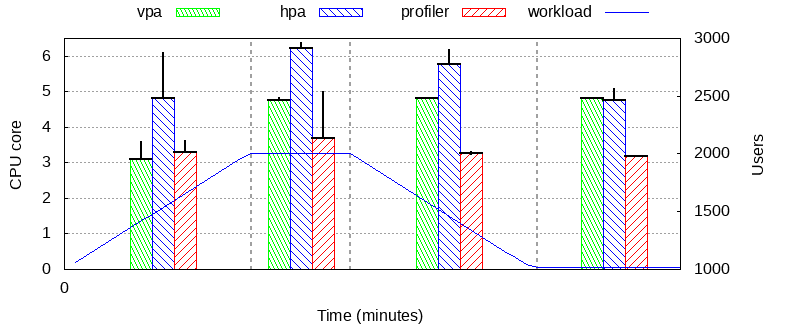 vpa hpa profiler workload
6 3000
5 2500
4
3 2000
2 1500
1
0 1000
CPU core
Users
0
Time (minutes)